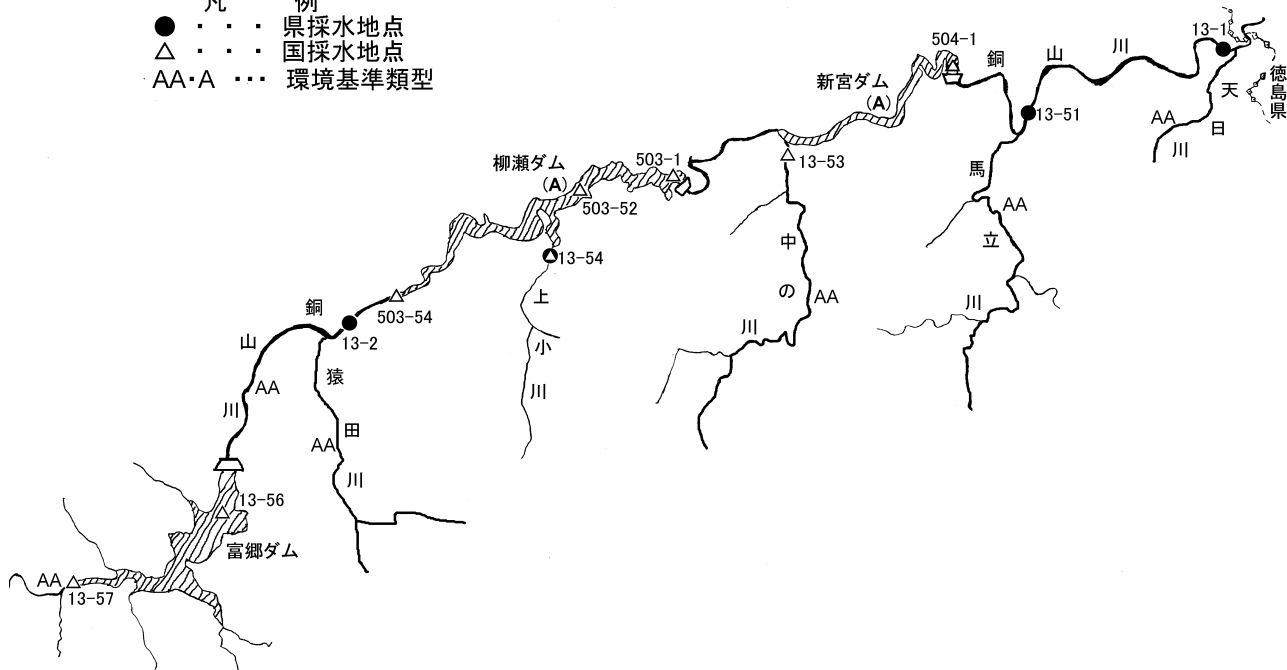 凡 例
● ・・・ 県採水地点
△ ・・・ 国採水地点
AA・A ・・・ 環境基準類型
13-1
徳島県
天日川
AA
504-1
銅山川
新宮ダム
(A)
13-51
馬立川
AA
13-53
中の川
AA
柳瀬ダム
(A)
503-1
503-52
13-54
上小川
503-54
13-2
銅山川
AA
猿田川
AA
13-56
富郷ダム
AA
13-57